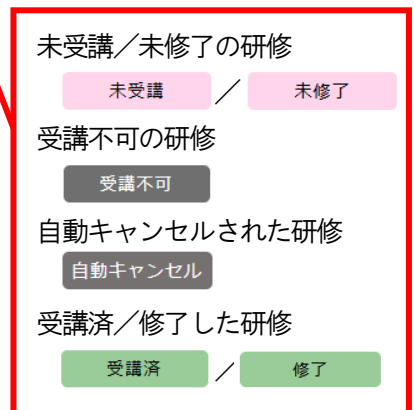 未受講／未修了の研修
未受講 ／ 未修了
受講不可の研修
受講不可
自動キャンセルされた研修
自動キャンセル
受講済／修了した研修
受講済 ／ 修了